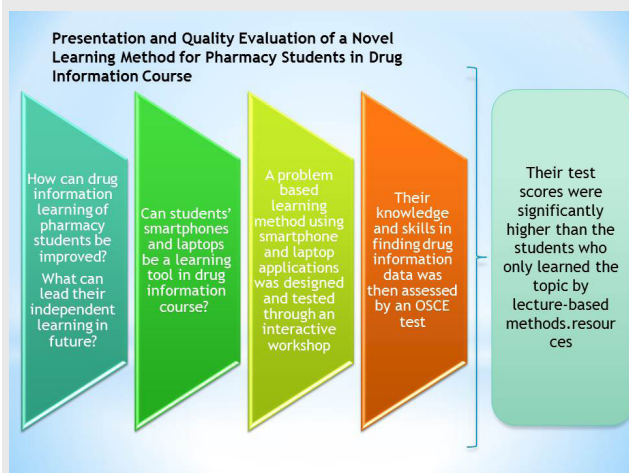 Presentation and Quality Evaluation of a Novel
Learning Method for Pharmacy Students in Drug
Information Course
How can drug
information
learning of
pharmacy
students be
improved?
What can
lead their
independent
learning in
future?
Can students’
smartphones
and laptops
be a learning
tool in drug
information
course?
A problem
based
learning
method using
smartphone
and laptop
applications
was designed
and tested
through an
interactive
workshop
Their
knowledge
and skills in
finding drug
information
data was
then assessed
by an OSCE
test
Their test
scores were
significantly
higher than the
students who
only learned the
topic by
lecture-based
methods.resour
ces